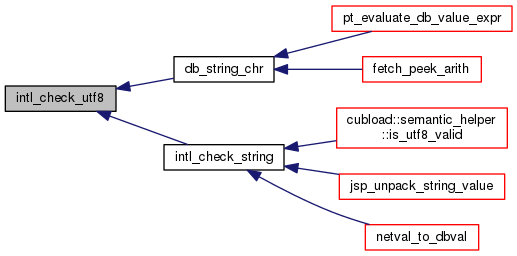 pt_evaluate_db_value_expr
db_string_chr
fetch_peek_arith
intl_check_utf8
cubload::semantic_helper
::is_utf8_valid
intl_check_string
jsp_unpack_string_value
netval_to_dbval